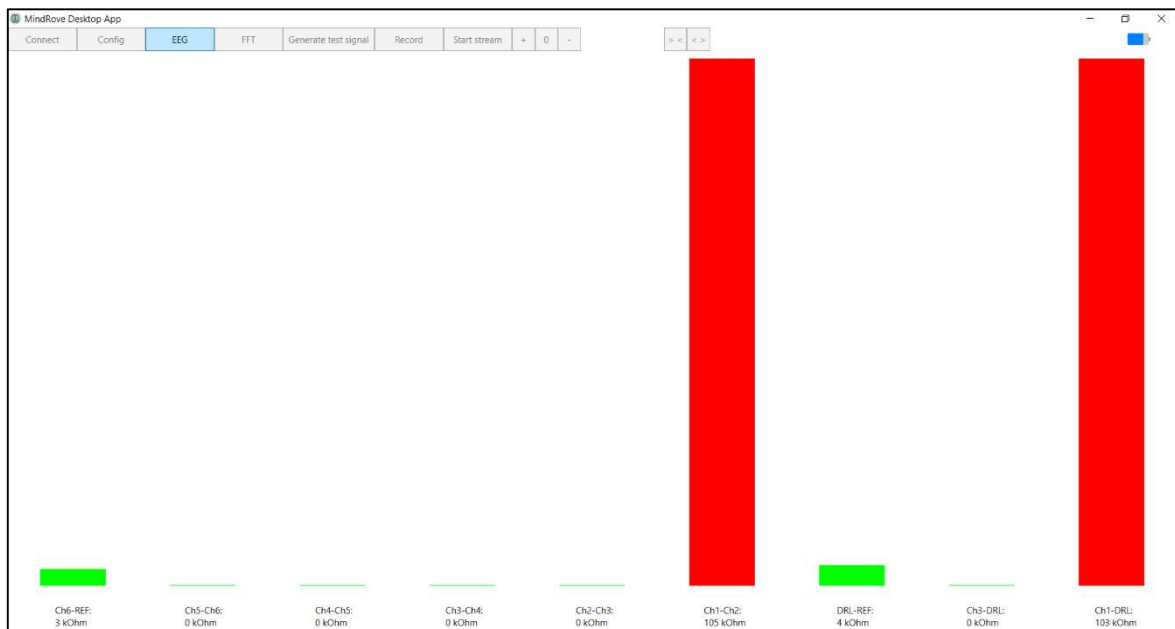 MindRove Desktop App
Connect Config EEG FFT Generate test signal Record Start stream + 0 - > < < >
Ch6-REF: Ch5-Ch6: Ch4-Ch5: Ch3-Ch4: Ch2-Ch3: Ch1-Ch2: DRL-REF: Ch3-DRL: Ch1-DRL:
3 kOhm 0 kOhm 0 kOhm 0 kOhm 0 kOhm 105 kOhm 4 kOhm 0 kOhm 103 kOhm